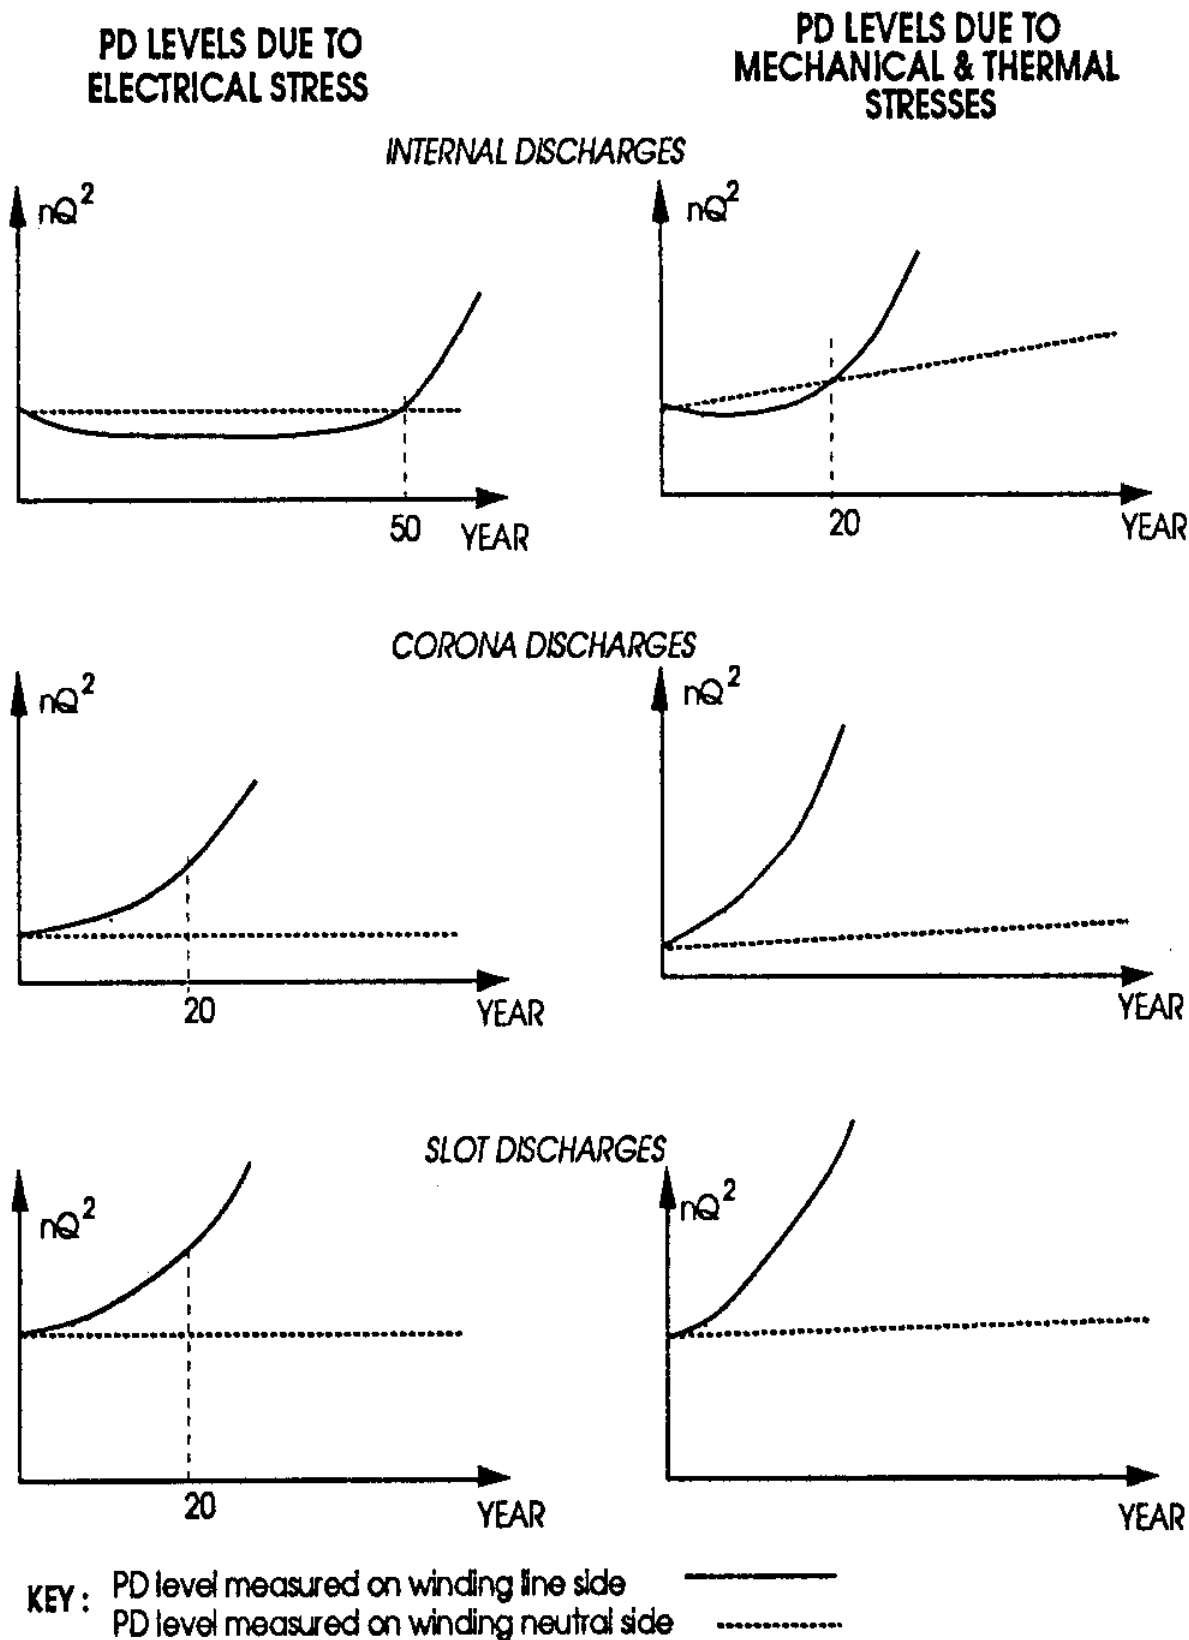 PD LEVELS DUE TO
ELECTRICAL STRESS
PD LEVELS DUE TO
MECHANICAL & THERMAL
STRESSES
INTERNAL DISCHARGES
nQ²
50
YEAR
nQ²
20
YEAR
CORONA DISCHARGES
nQ²
20
YEAR
nQ²
YEAR
SLOT DISCHARGES
nQ²
20
YEAR
nQ²
YEAR
KEY : PD level measured on winding line side
PD level measured on winding neutral side